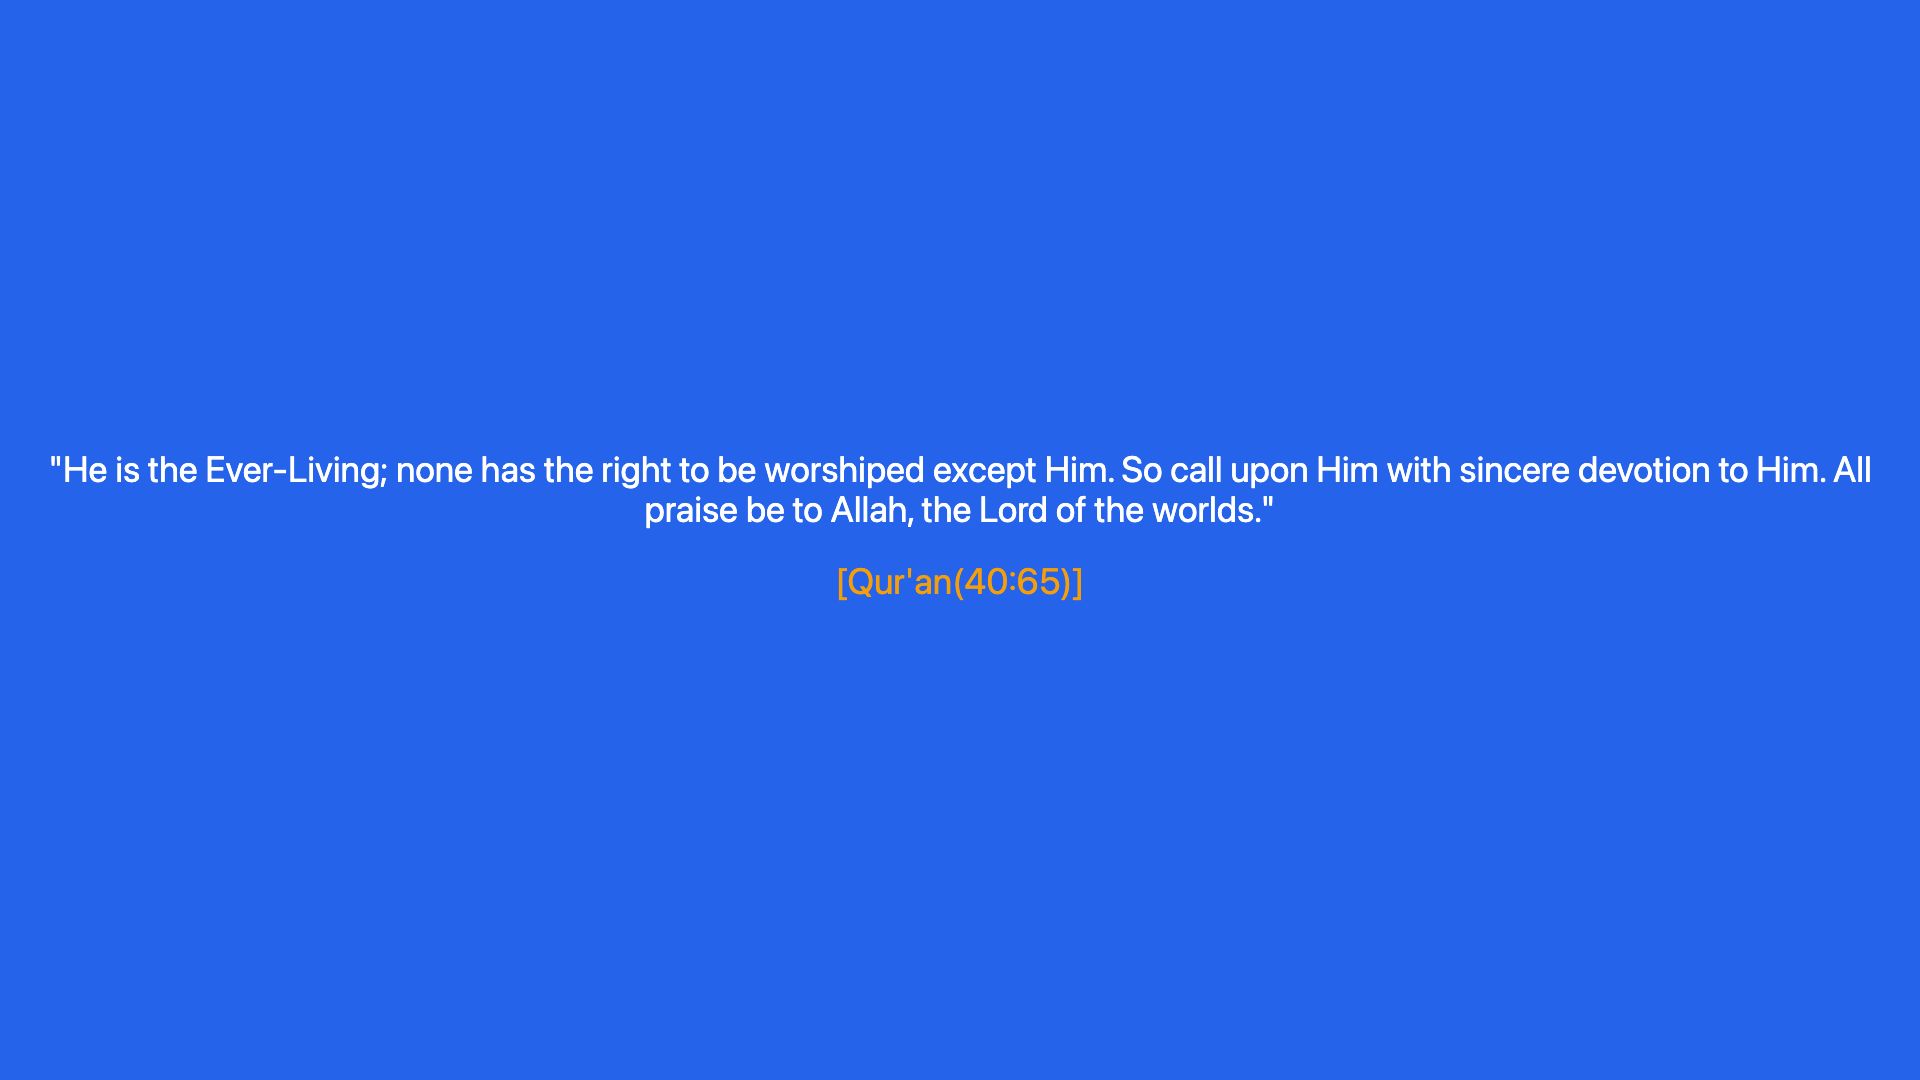 "He is the Ever-Living; none has the right to be worshiped except Him. So call upon Him with sincere devotion to Him. All
praise be to Allah, the Lord of the worlds."
[Qur'an(40:65)]